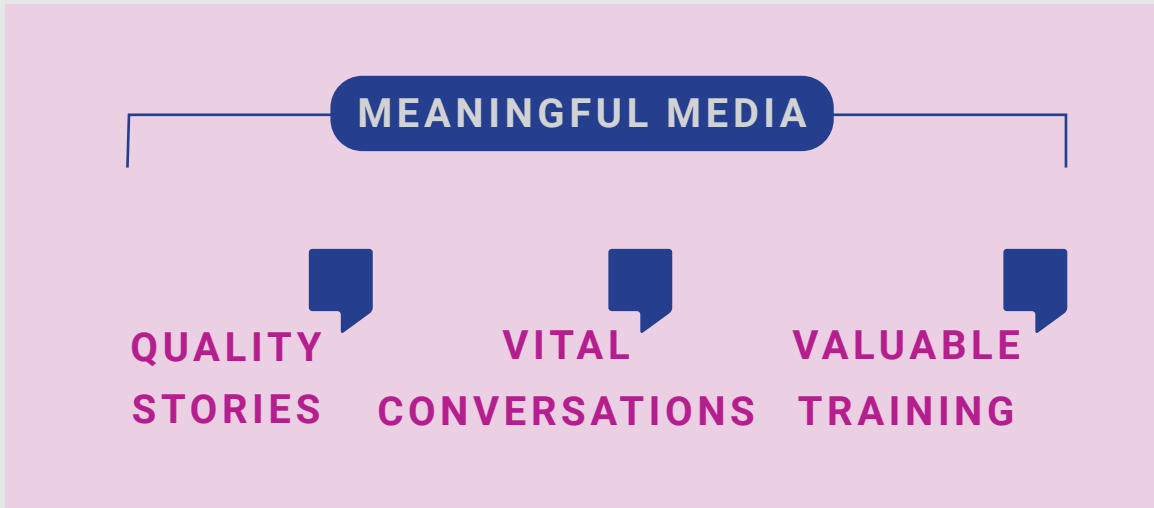 MEANINGFUL MEDIA
QUALITY
STORIES
VITAL
CONVERSATIONS
VALUABLE
TRAINING